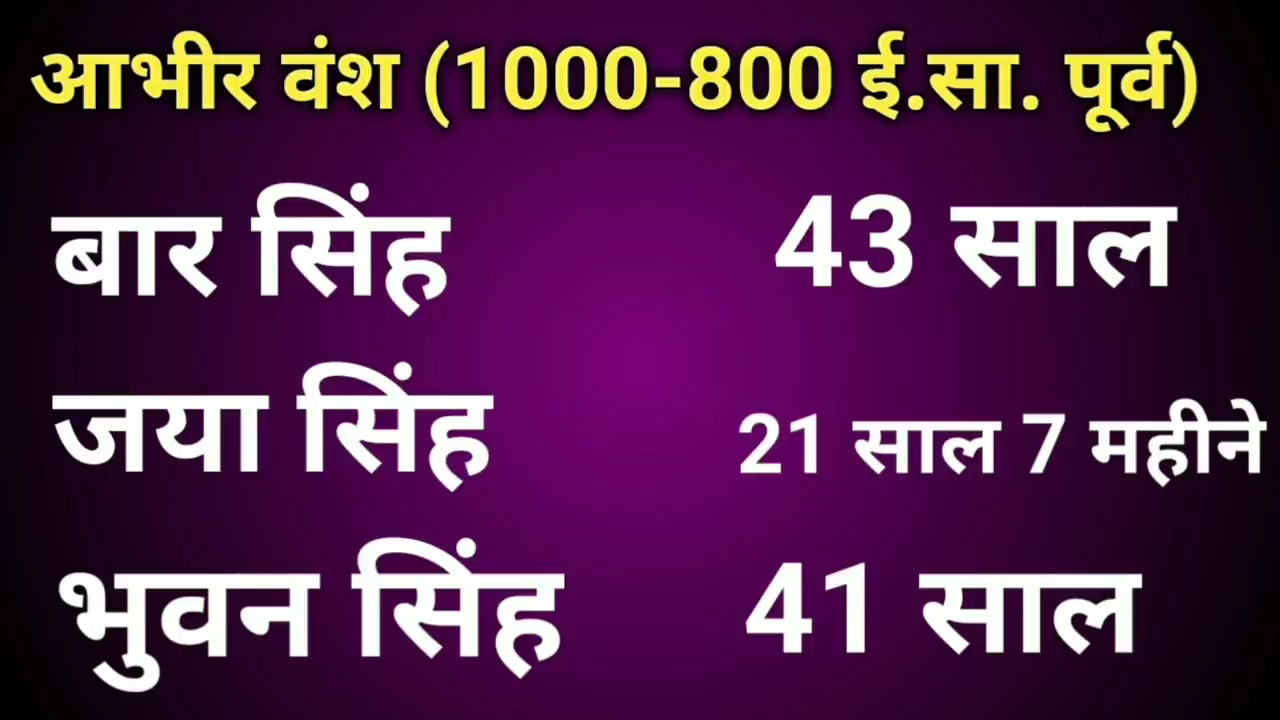 आभीर वंश (1000-800 ई.सा. पूर्व)
बार सिंह 43 साल
जया सिंह 21 साल 7 महीने
भुवन सिंह 41 साल